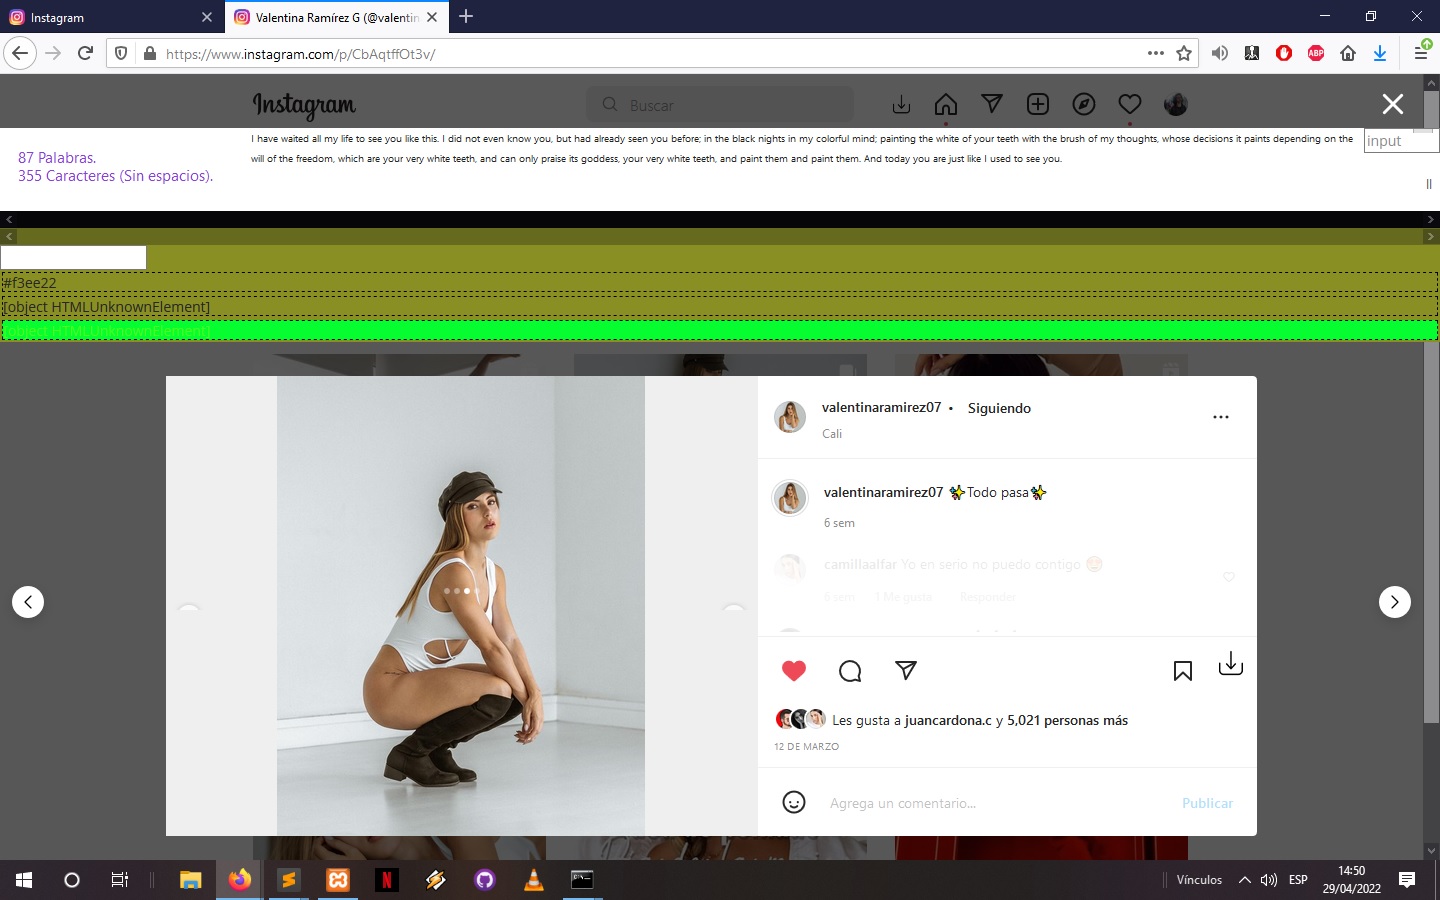 Instagram
Valentina Ramírez G (@valentin
https://www.instagram.com/p/CbAqtffOt3v/
ABP
Instagram
Buscar
I have waited all my life to see you like this. I did not even know you, but had already seen you before; in the black nights in my colorful mind; painting the white of your teeth with the brush of my thoughts, whose decisions it paints depending on the
will of the freedom, which are your very white teeth, and can only praise its goddess, your very white teeth, and paint them and paint them. And today you are just like I used to see you.
input
87 Palabras.
355 Caracteres (Sin espacios).
||
#f3ee22
[object HTMLUnknownElement]
[object HTMLUnknownElement]
valentinaramirez07 • Siguiendo
Cali
valentinaramirez07 ✨Todo pasa✨
6 sem
camillaalfar Yo en serio no puedo contigo
6 sem 1 Me gusta Responder
Les gusta a juancardona.c y 5,021 personas más
12 DE MARZO
Agrega un comentario...
Publicar
Vínculos
ESP
14:50
29/04/2022